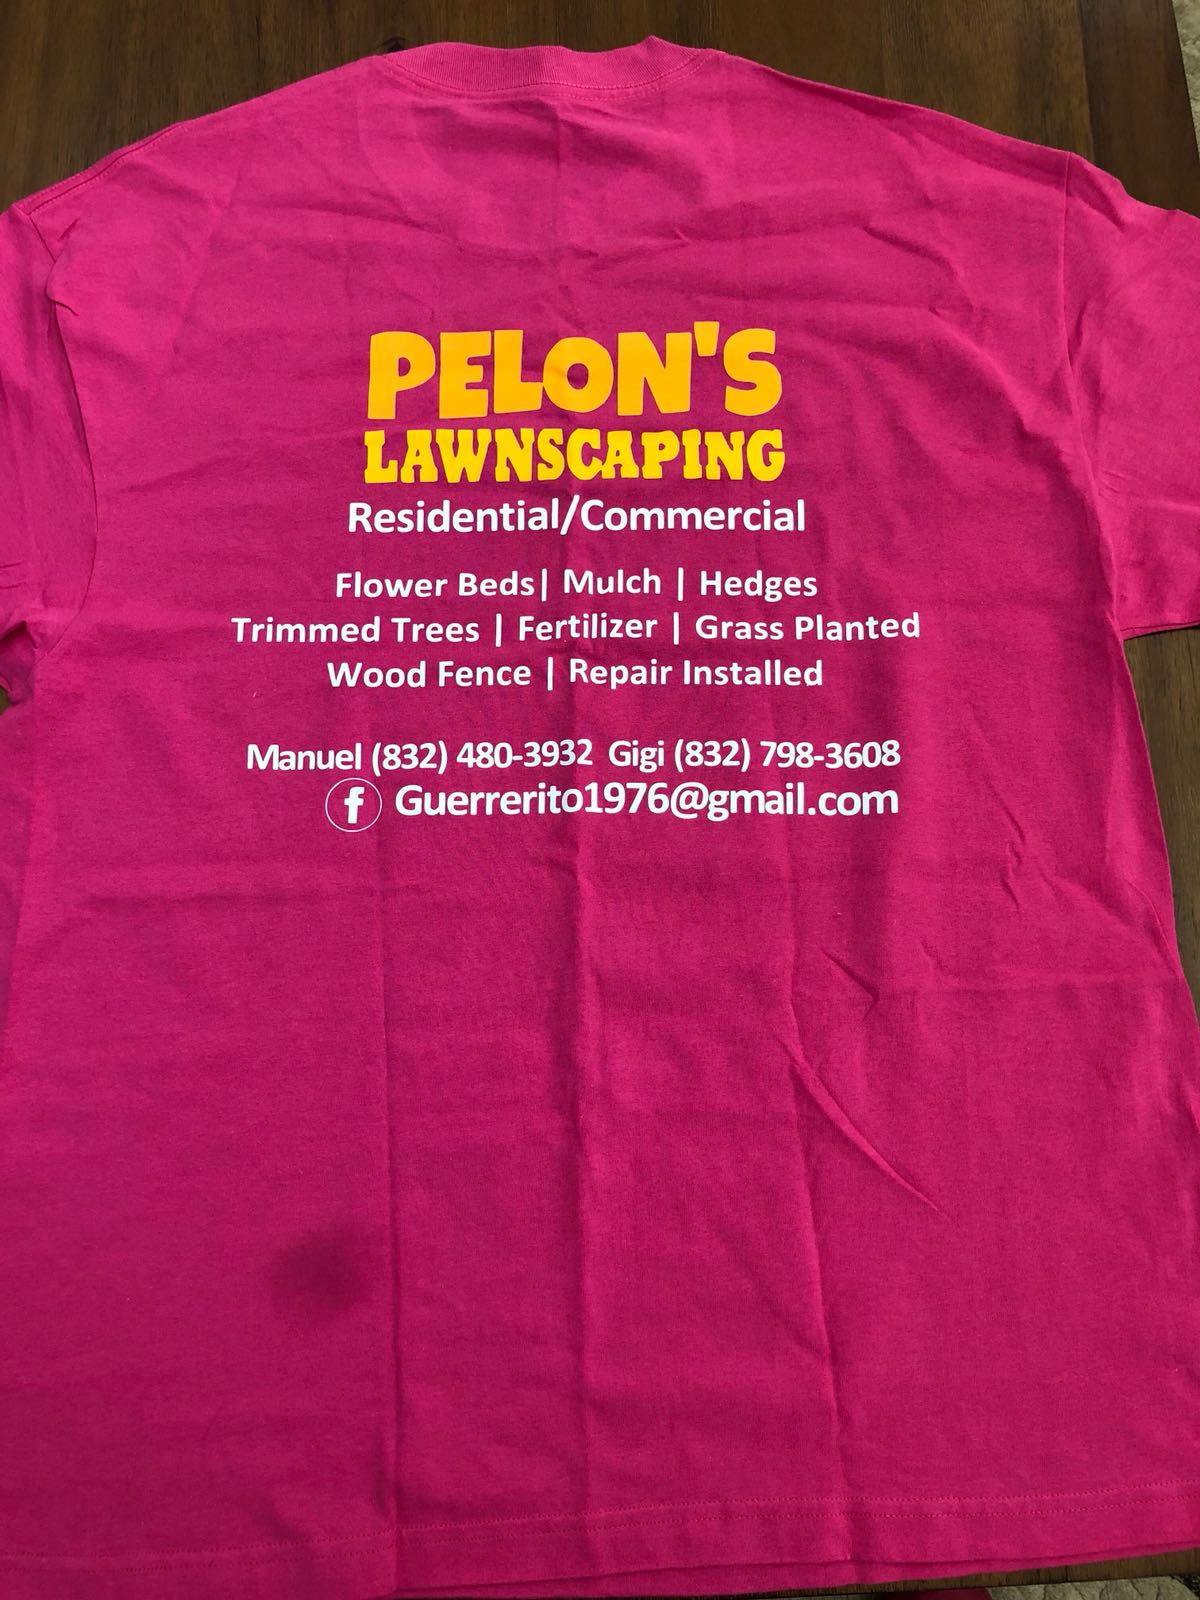 PELON'S
LAWNSCAPING
Residential/Commercial
Flower Beds| Mulch | Hedges
Trimmed Trees | Fertilizer | Grass Planted
Wood Fence | Repair Installed
Manuel (832) 480-3932 Gigi (832) 798-3608
f Guerrerito1976@gmail.com